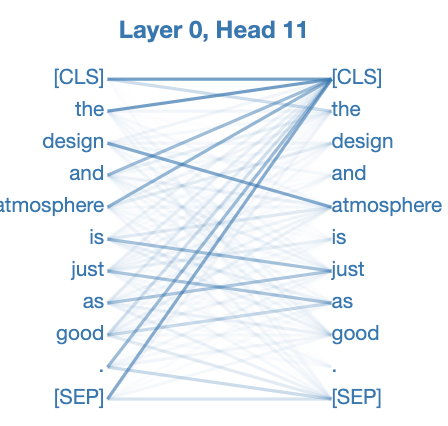 Layer 0, Head 11
[CLS] [CLS]
the the
design design
and and
atmosphere atmosphere
is is
just just
as as
good good
. .
[SEP] [SEP]